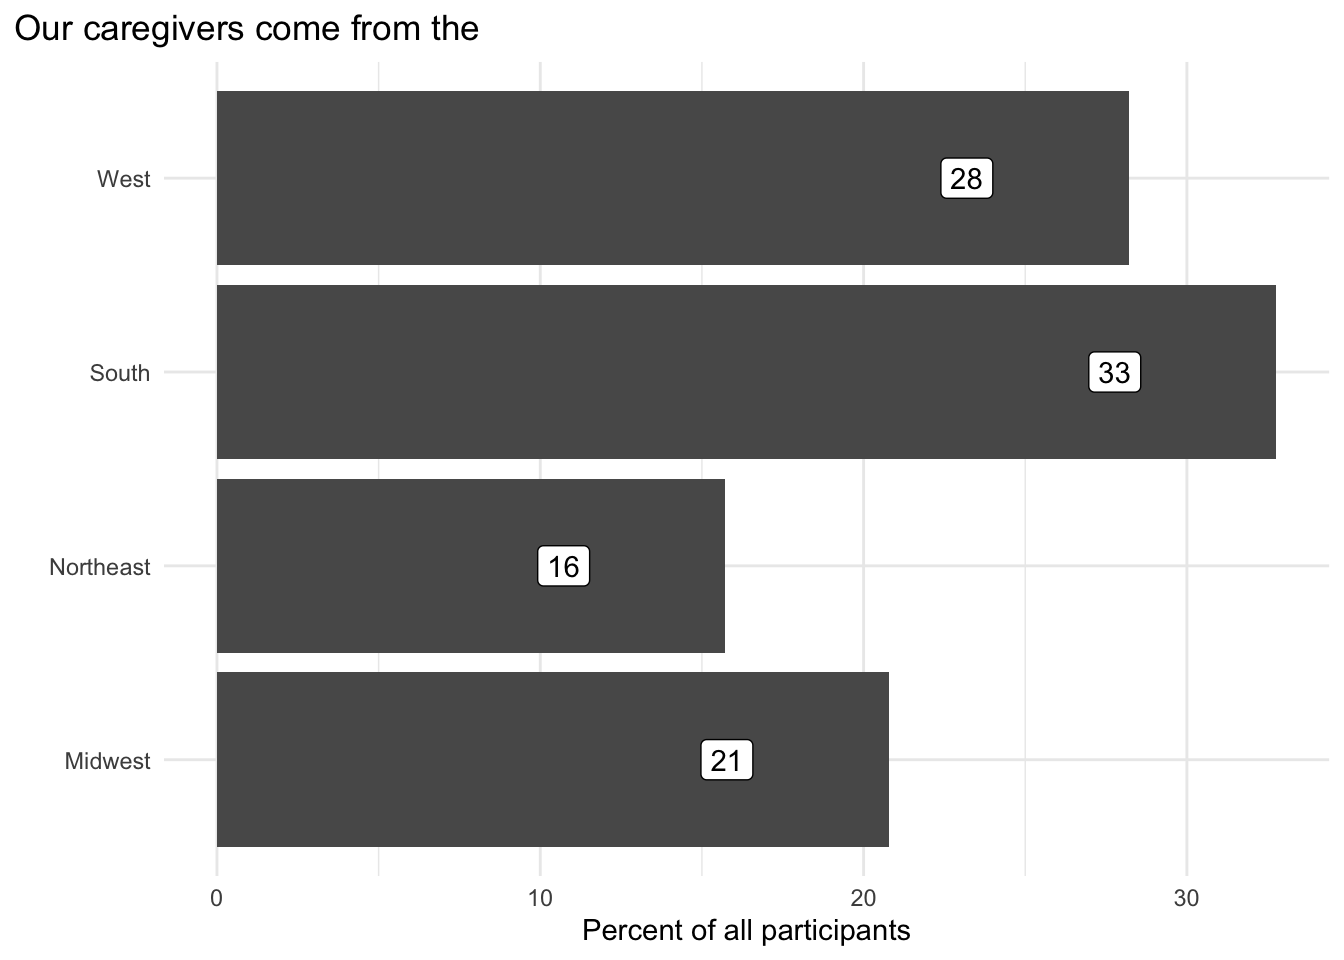 Our caregivers come from the
West
28
South
33
Northeast
16
Midwest
21
0 10 20 30
Percent of all participants